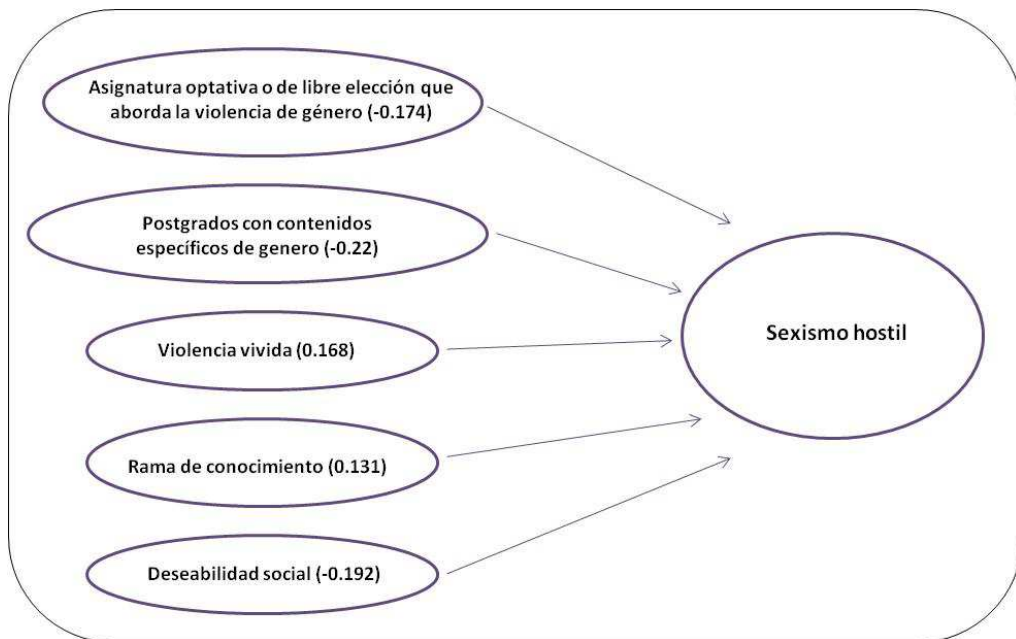 Asignatura optativa o de libre elección que
aborda la violencia de género (-0.174)
Postgrados con contenidos
específicos de genero (-0.22)
Violencia vivida (0.168)
Rama de conocimiento (0.131)
Deseabilidad social (-0.192)
Sexismo hostil